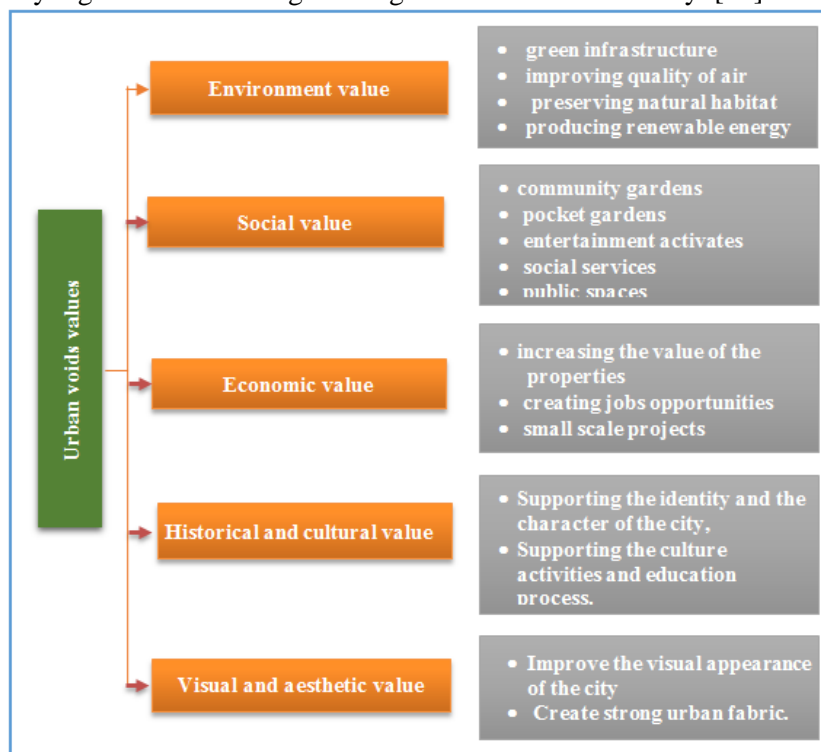 Urban voids values
Environment value
• green infrastructure
• improving quality of air
• preserving natural habitat
• producing renewable energy
Social value
• community gardens
• pocket gardens
• entertainment activates
• social services
• public spaces
Economic value
• increasing the value of the
properties
• creating jobs opportunities
• small scale projects
Historical and cultural value
• Supporting the identity and the
character of the city,
• Supporting the culture
activities and education
process.
Visual and aesthetic value
• Improve the visual appearance
of the city
• Create strong urban fabric.